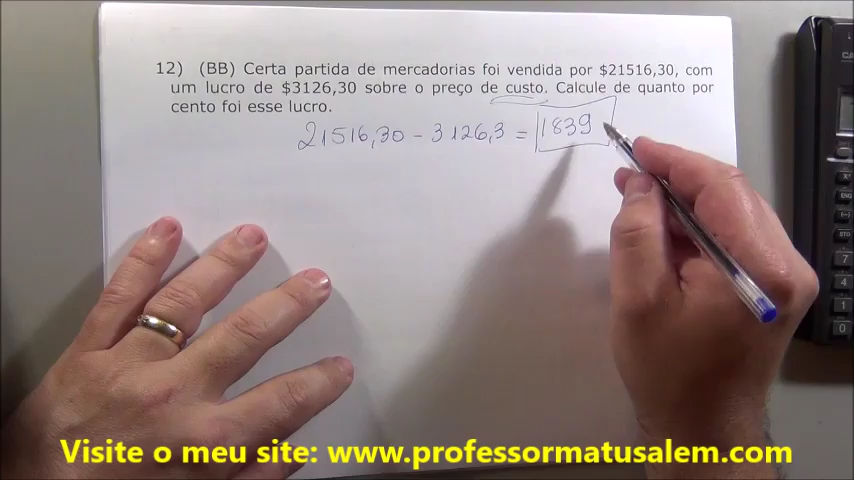 12) (BB) Certa partida de mercadorias foi vendida por $21516,30, com
um lucro de $3126,30 sobre o preço de custo. Calcule de quanto por
cento foi esse lucro.
21516,30 - 3126,3 = 1839
Visite o meu site: www.professormatusalem.com